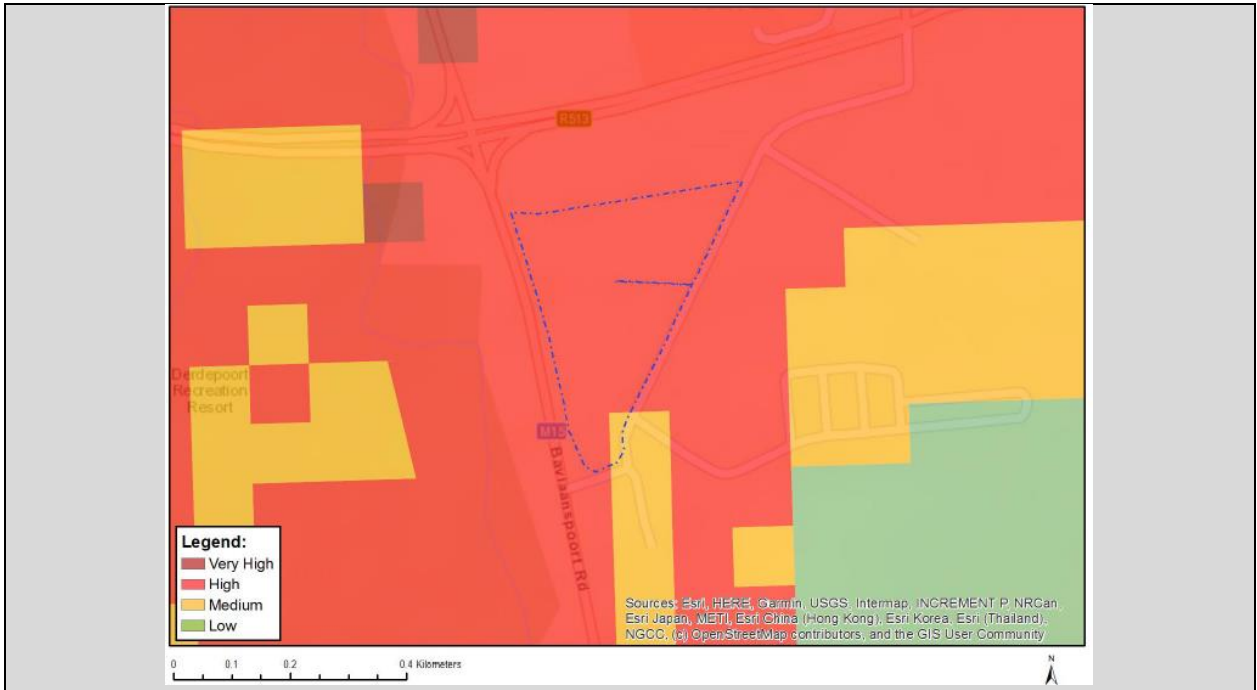 R513
Derdepoort
Recreation
Resort
M15
Baviaanspoort Rd
Legend:
Very High
High
Medium
Low
Sources: Esri, HERE, Garmin, USGS, Intermap, INCREMENT P, NRCan,
Esri Japan, METI, Esri China (Hong Kong), Esri Korea, Esri (Thailand),
NGCC, (c) OpenStreetMap contributors, and the GIS User Community
0 0.1 0.2 0.4 Kilometers
N